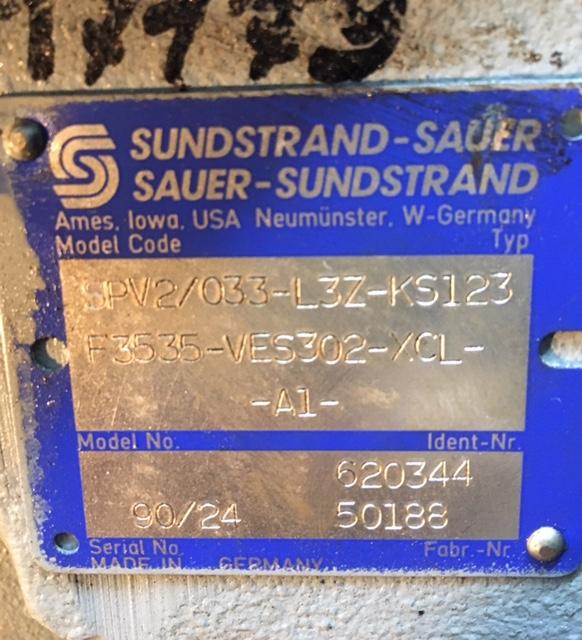 SUNDSTRAND-SAUER
SAUER-SUNDSTRAND
Ames, Iowa, USA Neumünster, W-Germany
Model Code Typ
SPV2/033-L3Z-KS123
F3535-VES302-XCL-
-A1-
Model No. Ident-Nr.
620344
90/24 50188
Serial No. Fabr.-Nr.
MADE IN GERMANY